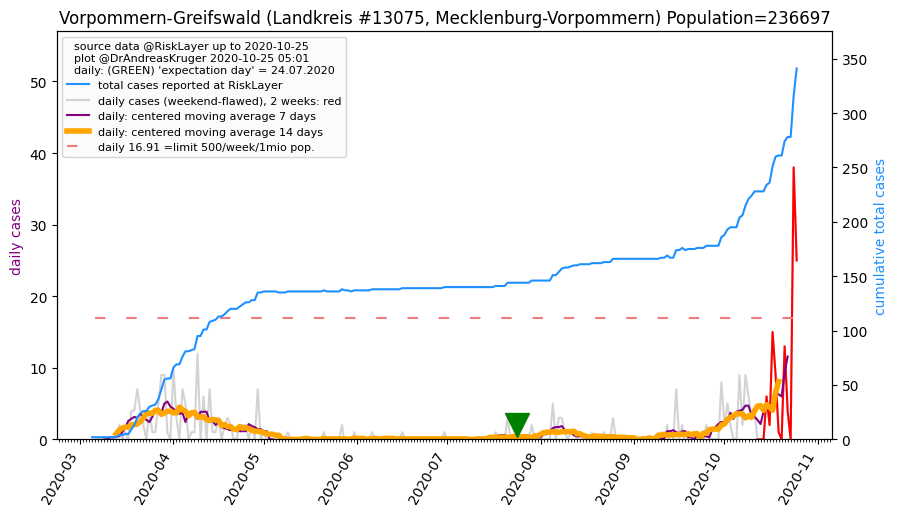 Vorpommern-Greifswald (Landkreis #13075, Mecklenburg-Vorpommern) Population=236697
source data @RiskLayer up to 2020-10-25
plot @DrAndreasKruger 2020-10-25 05:01
daily: (GREEN) 'expectation day' = 24.07.2020
total cases reported at RiskLayer
daily cases (weekend-flawed), 2 weeks: red
daily: centered moving average 7 days
daily: centered moving average 14 days
daily 16.91 =limit 500/week/1mio pop.
daily cases
50
40
30
20
10
0
cumulative total cases
350
300
250
200
150
100
50
0
2020-03
2020-04
2020-05
2020-06
2020-07
2020-08
2020-09
2020-10
2020-11